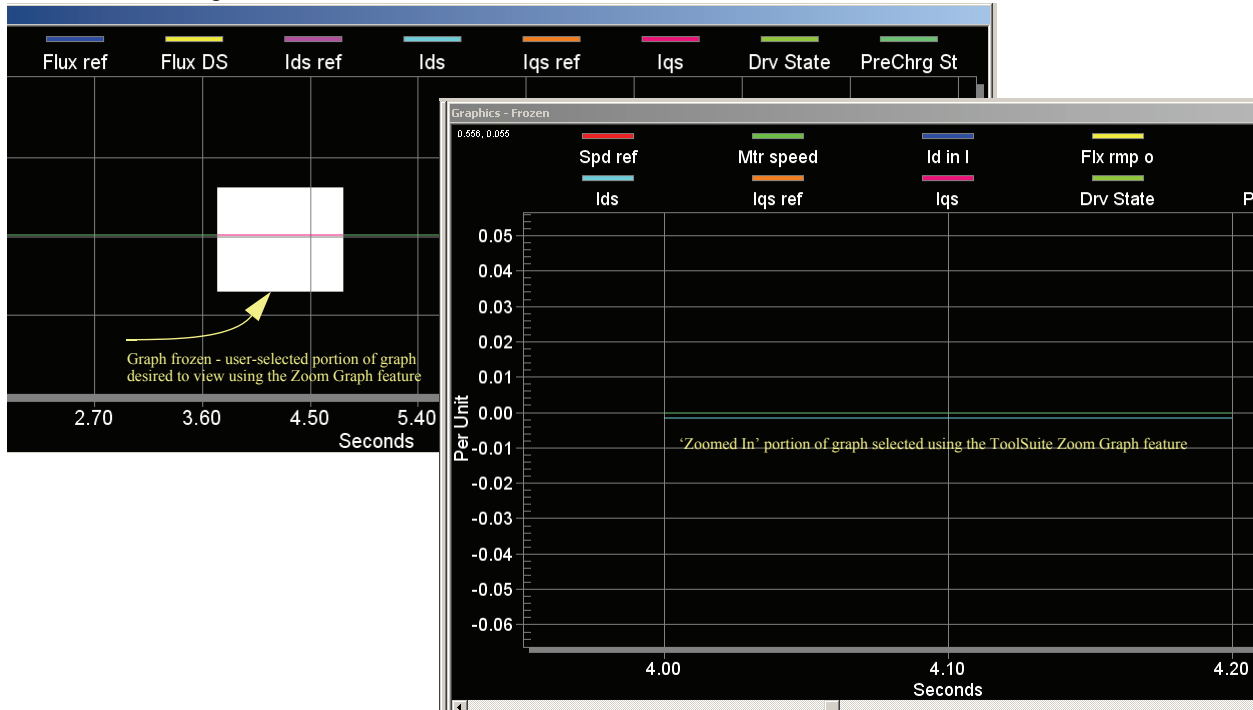 Flux ref Flux DS Ids ref Ids Iqs ref Iqs Drv State PreChrg St
Graph frozen - user-selected portion of graph
desired to view using the Zoom Graph feature
2.70 3.60 4.50 5.40
Seconds
Graphics - Frozen
0.556, 0.055
Spd ref Mtr speed Id in I Flx rmp o
Ids Iqs ref Iqs Drv State P
Per Unit
0.05
0.04
0.03
0.02
0.01
0.00
-0.01
-0.02
-0.03
-0.04
-0.05
-0.06
‘Zoomed In’ portion of graph selected using the ToolSuite Zoom Graph feature
4.00 4.10 4.20
Seconds